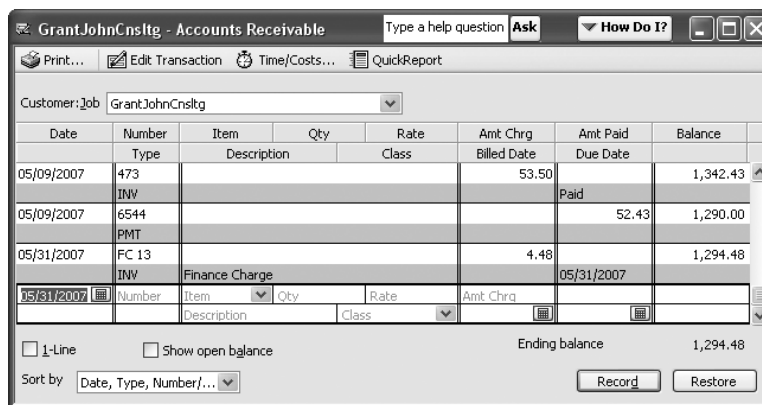 GrantJohnCnsltg - Accounts Receivable Type a help question Ask How Do I?
Print... Edit Transaction Time/Costs... QuickReport
Customer:Job GrantJohnCnsltg
Date Number Item Qty Rate Amt Chrg Amt Paid Balance
Type Description Class Billed Date Due Date
05/09/2007 473 53.50 1,342.43
INV Paid
05/09/2007 6544 52.43 1,290.00
PMT
05/31/2007 FC 13 4.48 1,294.48
INV Finance Charge 05/31/2007
05/31/2007 Number Item Qty Rate Amt Chrg
Description Class
1-Line Show open balance Ending balance 1,294.48
Sort by Date, Type, Number/... Record Restore